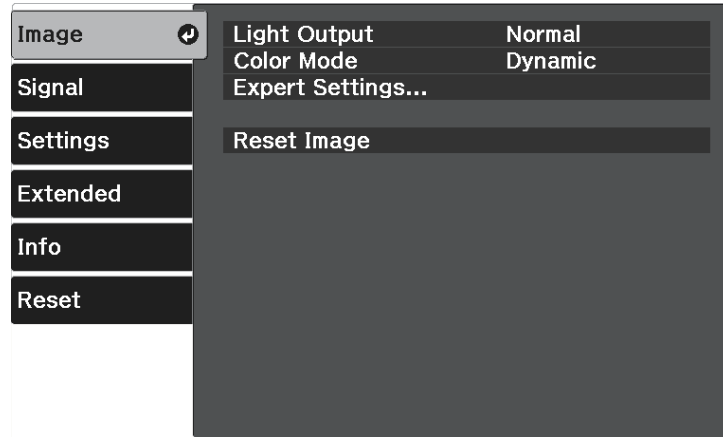 Image
Signal
Settings
Extended
Info
Reset
Light Output Normal
Color Mode Dynamic
Expert Settings...
Reset Image